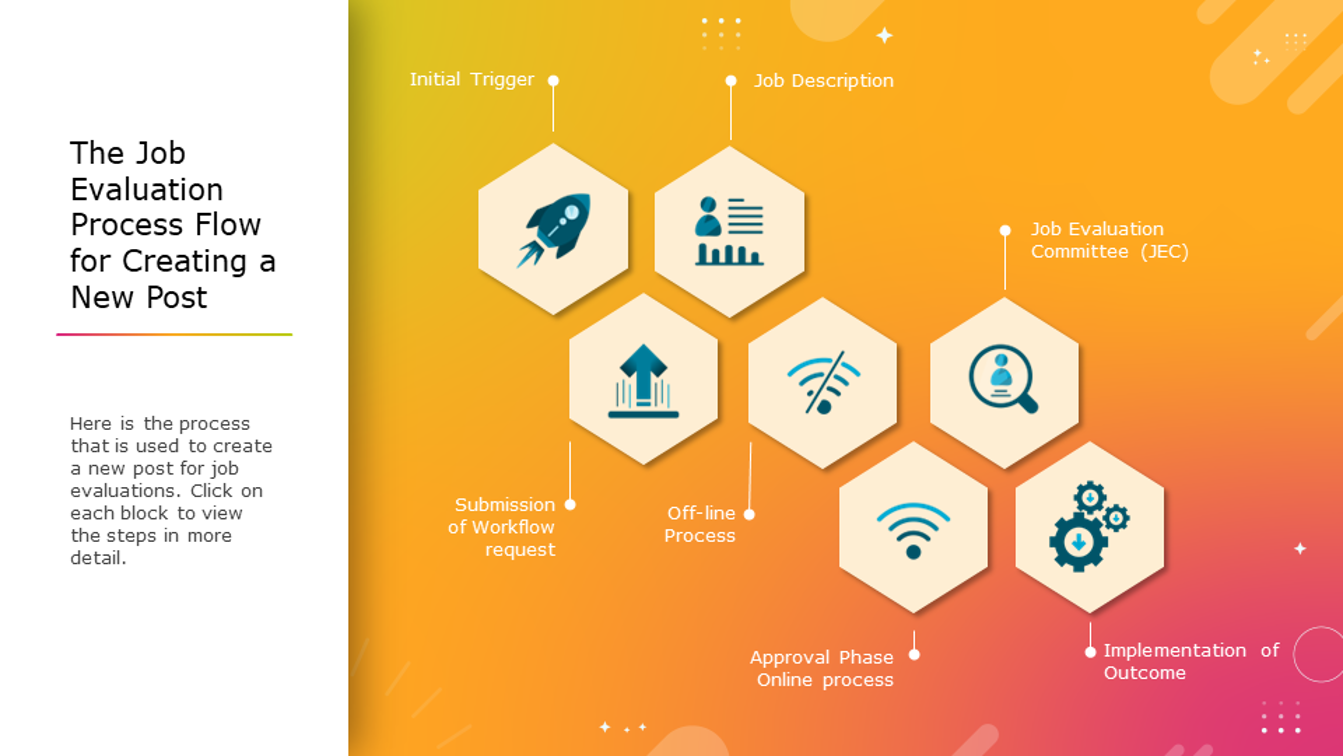 The Job
Evaluation
Process Flow
for Creating a
New Post
Here is the process
that is used to create
a new post for job
evaluations. Click on
each block to view
the steps in more
detail.
Initial Trigger
Job Description
Job Evaluation
Committee (JEC)
Submission
of Workflow
request
Off-line
Process
Approval Phase
Online process
Implementation of
Outcome